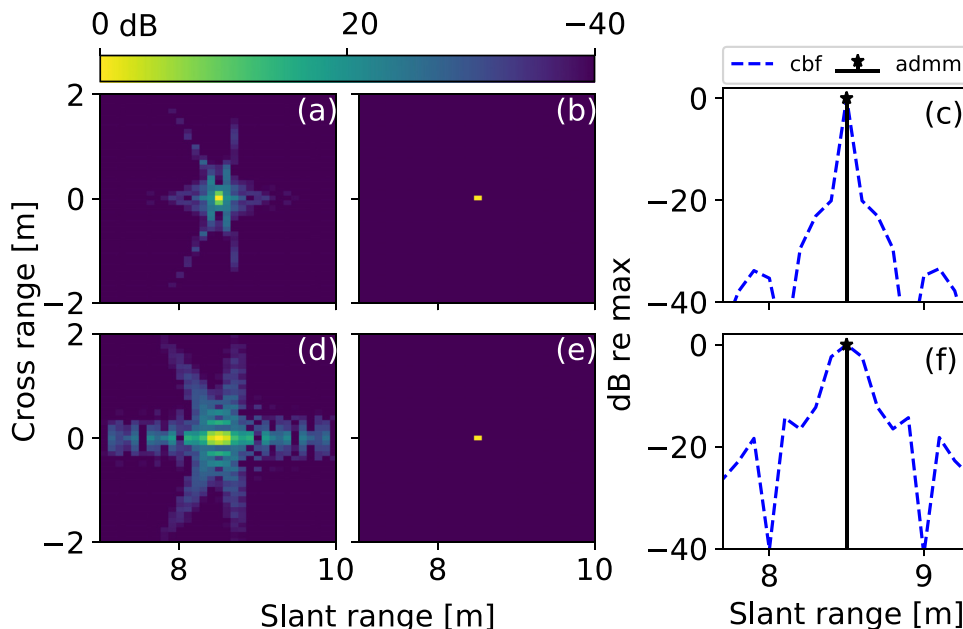 0 dB 20 −40
cbf admm
2 (a) (b) 0 (c)
Cross range [m]
0
−20
−2
−40
dB re max
2 (d) (e) 0 (f)
0
−20
−2
−40
8 10 8 10 8 9
Slant range [m] Slant range [m]